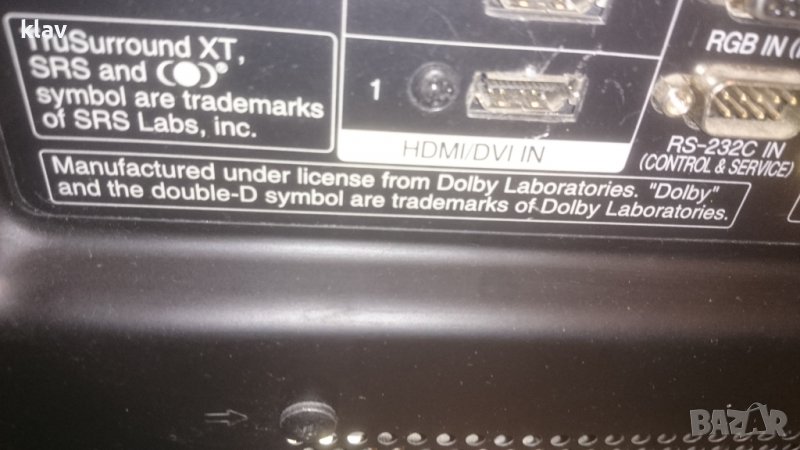 klav
TruSurround XT,
SRS and ®
symbol are trademarks
of SRS Labs, inc.
1
HDMI/DVI IN
RGB IN (
RS-232C IN
(CONTROL & SERVICE)
Manufactured under license from Dolby Laboratories. "Dolby"
and the double-D symbol are trademarks of Dolby Laboratories.
BAZAR